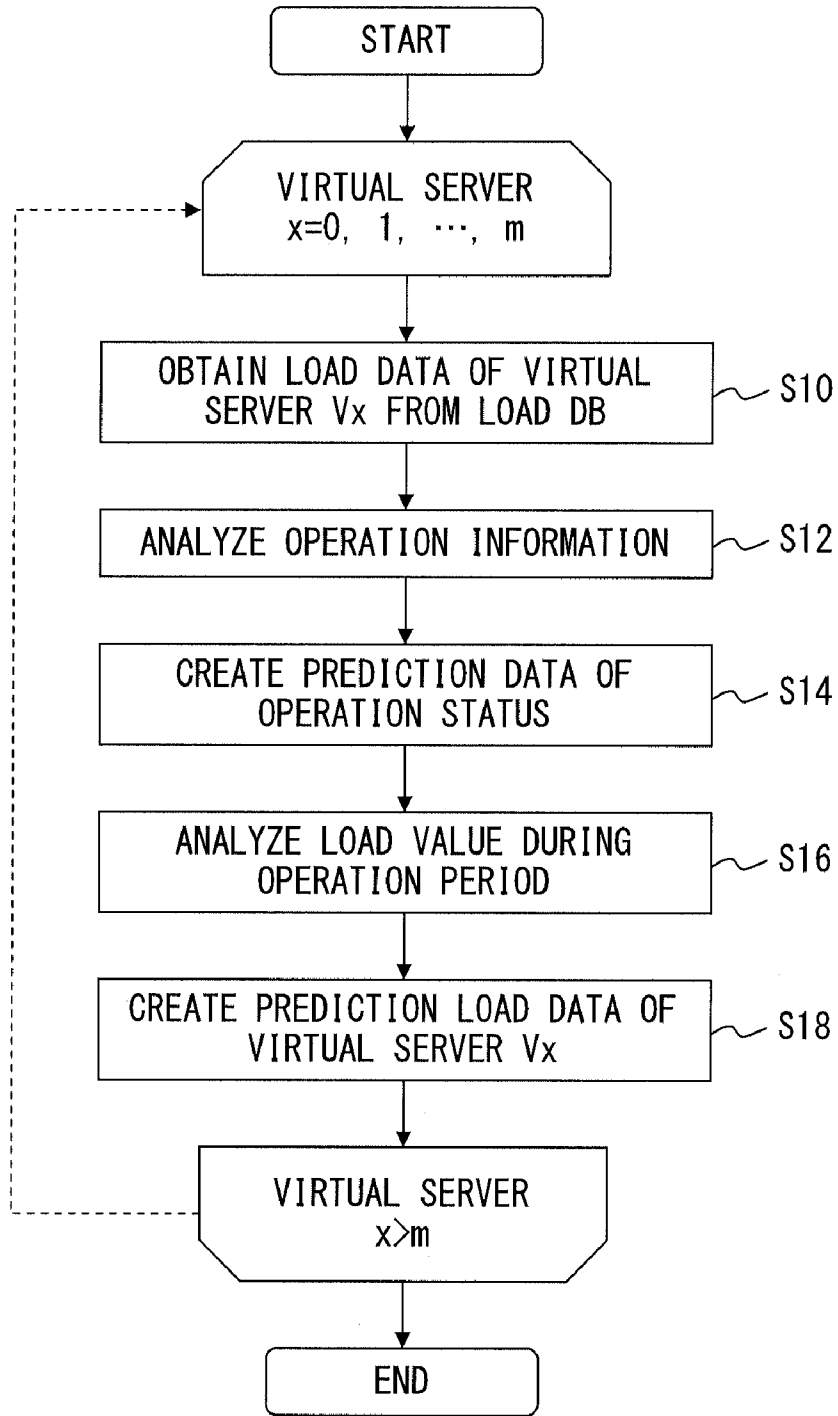 START
VIRTUAL SERVER
x=0, 1, ···, m
OBTAIN LOAD DATA OF VIRTUAL
SERVER Vx FROM LOAD DB
S10
ANALYZE OPERATION INFORMATION
S12
CREATE PREDICTION DATA OF
OPERATION STATUS
S14
ANALYZE LOAD VALUE DURING
OPERATION PERIOD
S16
CREATE PREDICTION LOAD DATA OF
VIRTUAL SERVER Vx
S18
VIRTUAL SERVER
x>m
END